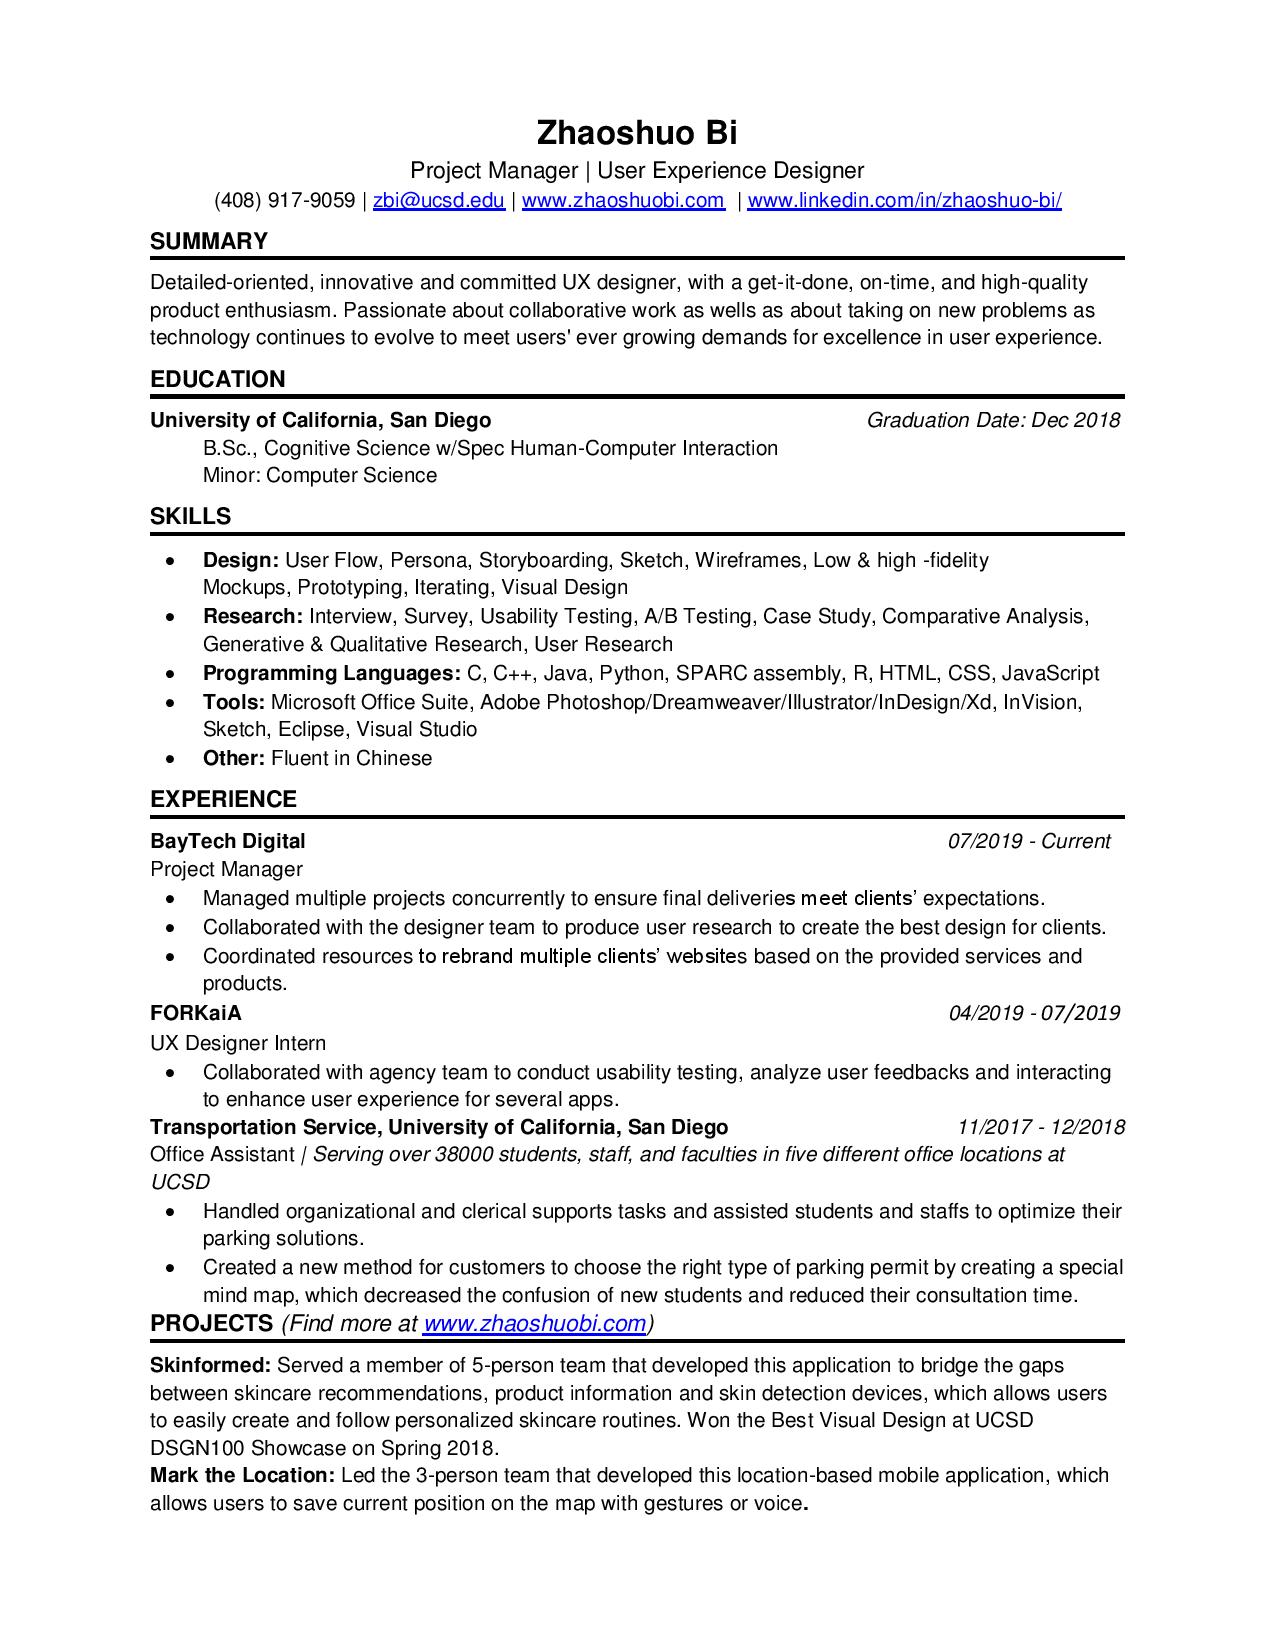 Zhaoshuo Bi
Project Manager | User Experience Designer
(408) 917-9059 | zbi@ucsd.edu | www.zhaoshuobi.com | www.linkedin.com/in/zhaoshuo-bi/
SUMMARY
Detailed-oriented, innovative and committed UX designer, with a get-it-done, on-time, and high-quality
product enthusiasm. Passionate about collaborative work as wells as about taking on new problems as
technology continues to evolve to meet users' ever growing demands for excellence in user experience.
EDUCATION
University of California, San Diego Graduation Date: Dec 2018
B.Sc., Cognitive Science w/Spec Human-Computer Interaction
Minor: Computer Science
SKILLS
• Design: User Flow, Persona, Storyboarding, Sketch, Wireframes, Low & high -fidelity
Mockups, Prototyping, Iterating, Visual Design
• Research: Interview, Survey, Usability Testing, A/B Testing, Case Study, Comparative Analysis,
Generative & Qualitative Research, User Research
• Programming Languages: C, C++, Java, Python, SPARC assembly, R, HTML, CSS, JavaScript
• Tools: Microsoft Office Suite, Adobe Photoshop/Dreamweaver/Illustrator/InDesign/Xd, InVision,
Sketch, Eclipse, Visual Studio
• Other: Fluent in Chinese
EXPERIENCE
BayTech Digital 07/2019 - Current
Project Manager
• Managed multiple projects concurrently to ensure final deliveries meet clients’ expectations.
• Collaborated with the designer team to produce user research to create the best design for clients.
• Coordinated resources to rebrand multiple clients’ websites based on the provided services and
products.
FORKaiA 04/2019 - 07/2019
UX Designer Intern
• Collaborated with agency team to conduct usability testing, analyze user feedbacks and interacting
to enhance user experience for several apps.
Transportation Service, University of California, San Diego 11/2017 - 12/2018
Office Assistant | Serving over 38000 students, staff, and faculties in five different office locations at
UCSD
• Handled organizational and clerical supports tasks and assisted students and staffs to optimize their
parking solutions.
• Created a new method for customers to choose the right type of parking permit by creating a special
mind map, which decreased the confusion of new students and reduced their consultation time.
PROJECTS (Find more at www.zhaoshuobi.com)
Skinformed: Served a member of 5-person team that developed this application to bridge the gaps
between skincare recommendations, product information and skin detection devices, which allows users
to easily create and follow personalized skincare routines. Won the Best Visual Design at UCSD
DSGN100 Showcase on Spring 2018.
Mark the Location: Led the 3-person team that developed this location-based mobile application, which
allows users to save current position on the map with gestures or voice.